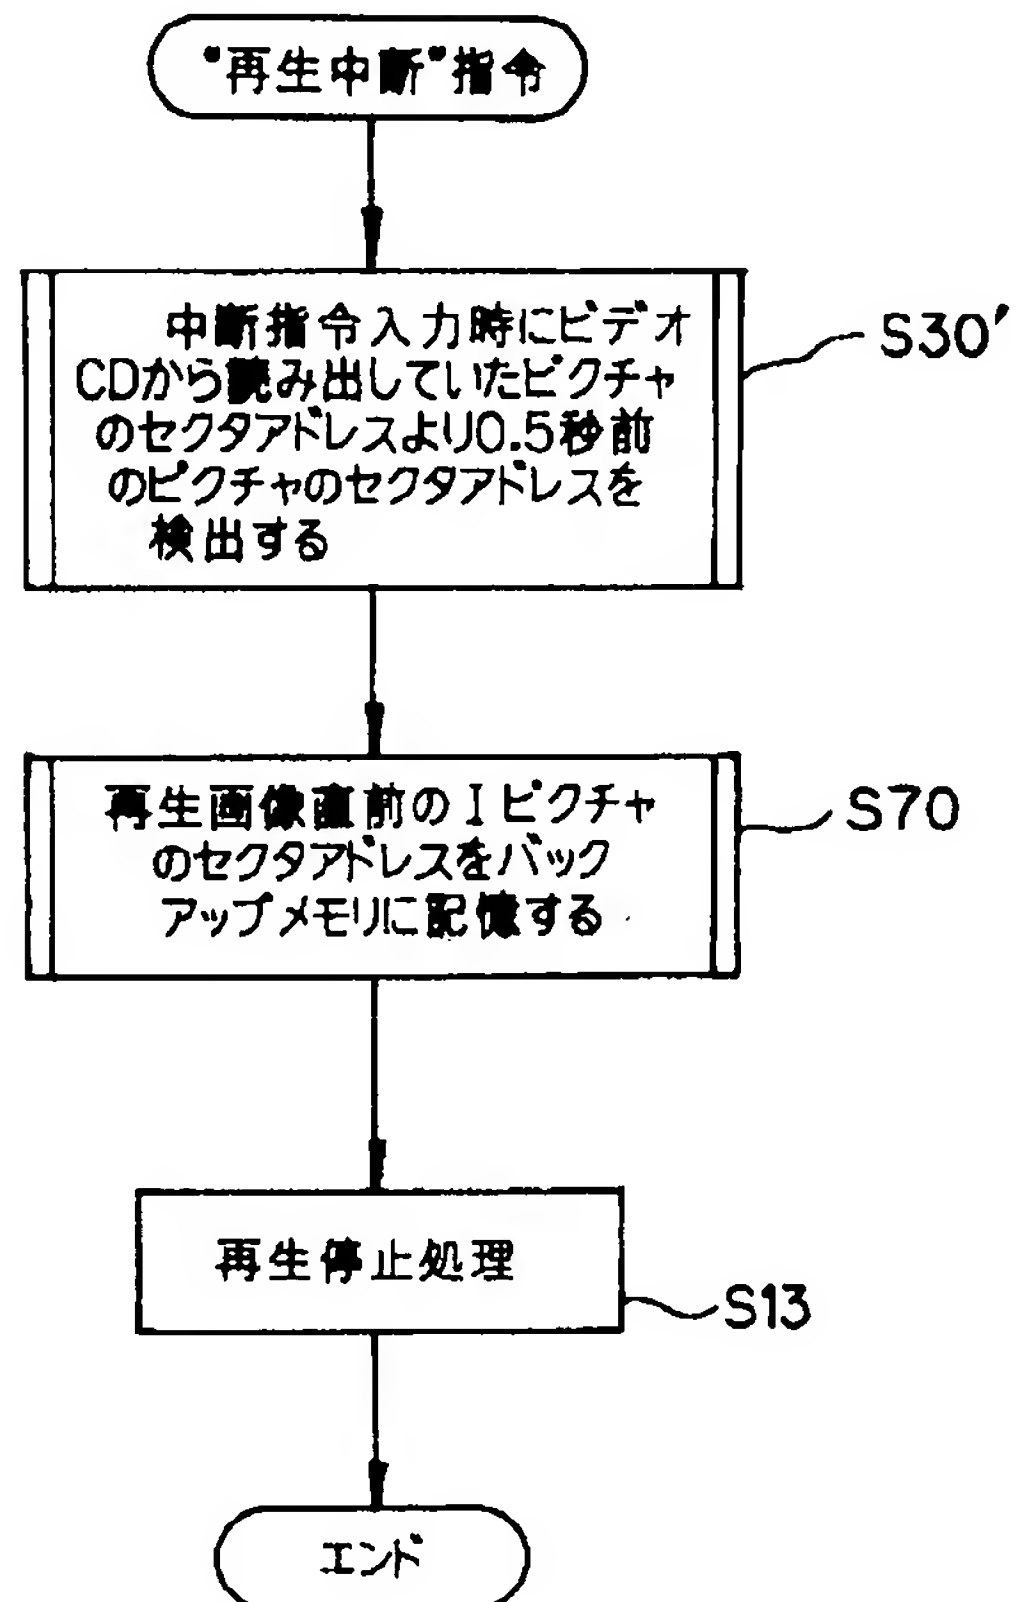 "再生中断"指令
中断指令入力時にビデオ
CDから読み出していたピクチャ
のセクタアドレスより0.5秒前
のピクチャのセクタアドレスを
検出する
S30′
再生画像直前のIピクチャ
のセクタアドレスをバック
アップメモリに記憶する
S70
再生停止処理
S13
エンド